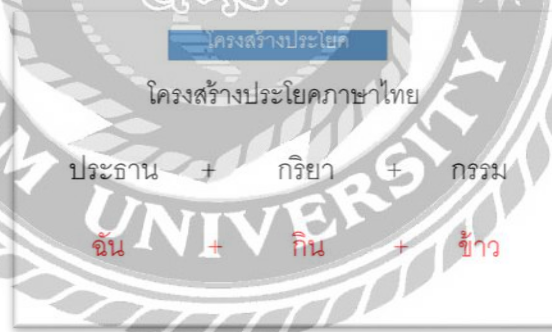 โครงสร้างประโยค
โครงสร้างประโยคภาษาไทย
ประธาน + กริยา + กรรม
ฉัน + กิน + ข้าว
UNIVERSITY